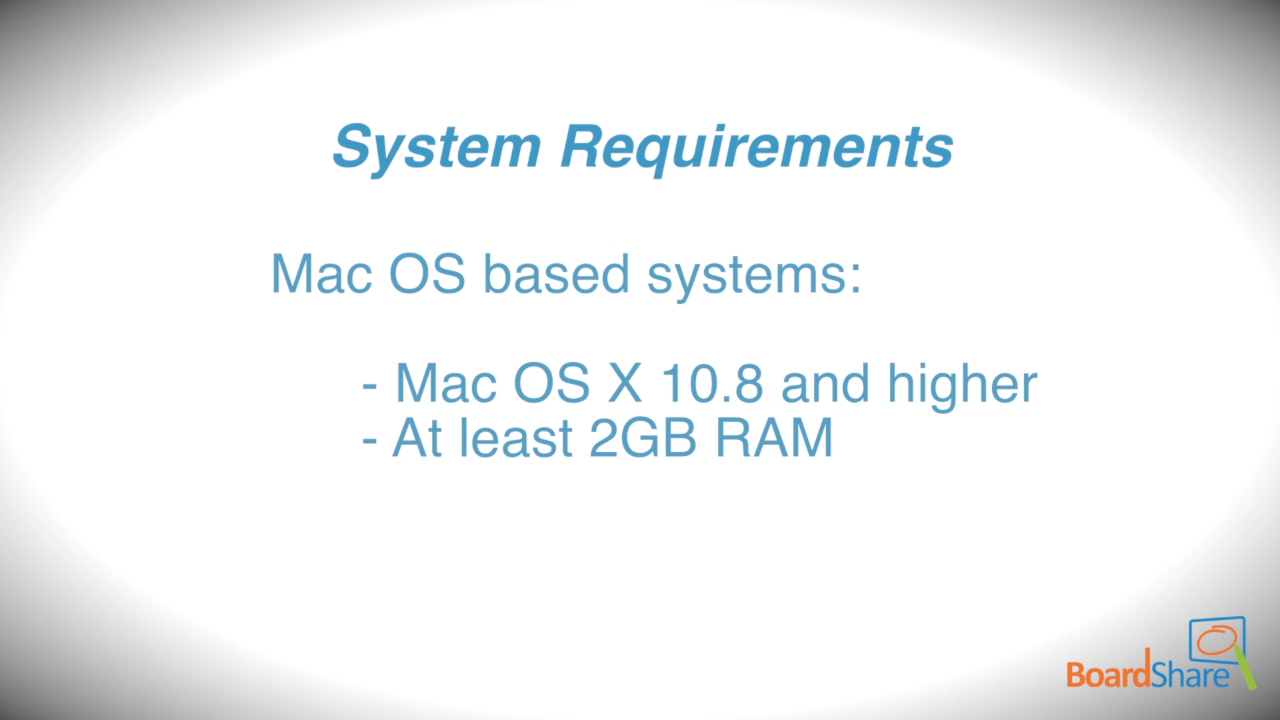 System Requirements
Mac OS based systems:
- Mac OS X 10.8 and higher
- At least 2GB RAM
BoardShare